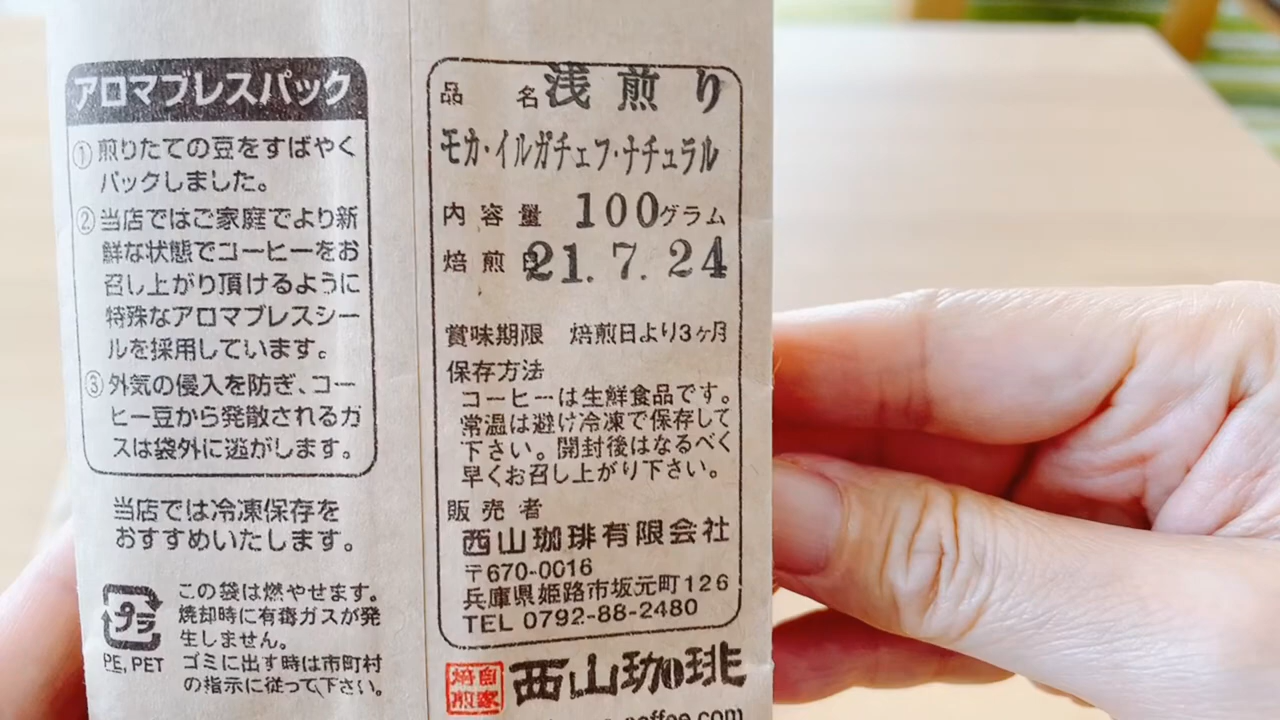 アロマブレスパック
① 煎りたての豆をすばやく
パックしました。
② 当店ではご家庭でより新
鮮な状態でコーヒーをお
召し上がり頂けるように
特殊なアロマブレスシー
ルを採用しています。
③ 外気の侵入を防ぎ、コー
ヒー豆から発散されるガ
スは袋外に逃がします。
当店では冷凍保存を
おすすめいたします。
プラ
PE, PET
この袋は燃やせます。
焼却時に有毒ガスが発
生しません。
ゴミに出す時は市町村
の指示に従って下さい。
品 名 浅煎り
モカ・イルガチェフ・ナチュラル
内容量 100グラム
焙煎日 21.7.24
賞味期限 焙煎日より3ヶ月
保存方法
コーヒーは生鮮食品です。
常温は避け冷凍で保存して
下さい。開封後はなるべく
早くお召し上がり下さい。
販売者
西山珈琲有限会社
〒670-0016
兵庫県姫路市坂元町126
TEL 0792-88-2480
自家焙煎 西山珈琲
coffee.com